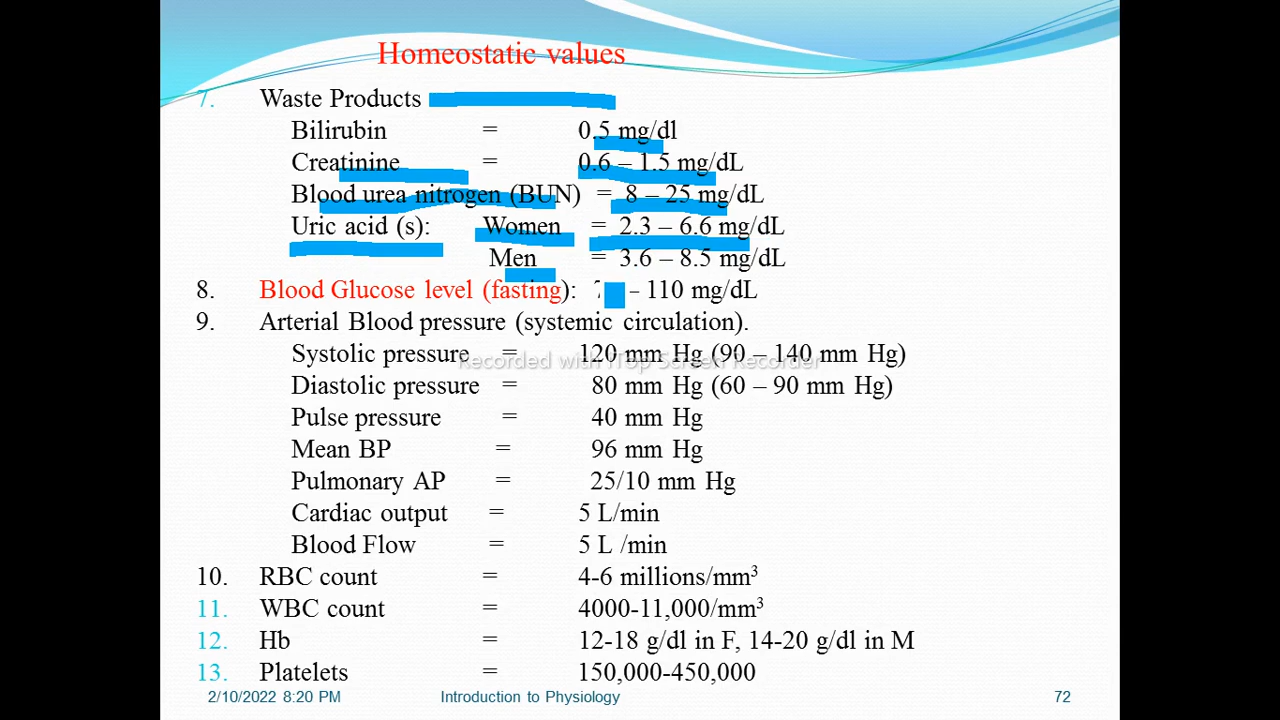 Homeostatic values
7. Waste Products
Bilirubin = 0.5 mg/dl
Creatinine = 0.6 – 1.5 mg/dL
Blood urea nitrogen (BUN) = 8 – 25 mg/dL
Uric acid (s): Women = 2.3 – 6.6 mg/dL
Men = 3.6 – 8.5 mg/dL
8. Blood Glucose level (fasting): – 110 mg/dL
9. Arterial Blood pressure (systemic circulation).
Systolic pressure = 120 mm Hg (90 – 140 mm Hg)
Recorded with iTop Screen Recorder
Diastolic pressure = 80 mm Hg (60 – 90 mm Hg)
Pulse pressure = 40 mm Hg
Mean BP = 96 mm Hg
Pulmonary AP = 25/10 mm Hg
Cardiac output = 5 L/min
Blood Flow = 5 L /min
10. RBC count = 4-6 millions/mm³
11. WBC count = 4000-11,000/mm³
12. Hb = 12-18 g/dl in F, 14-20 g/dl in M
13. Platelets = 150,000-450,000
2/10/2022 8:20 PM Introduction to Physiology 72